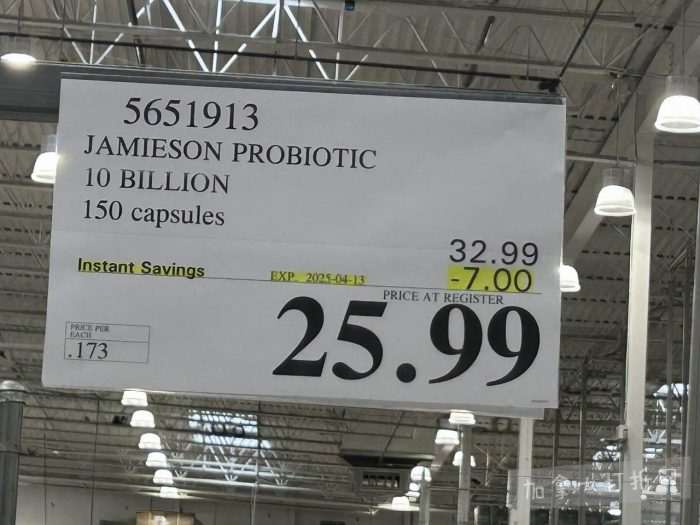 5651913
JAMIESON PROBIOTIC
10 BILLION
150 capsules
32.99
Instant Savings EXP. 2025-04-13 -7.00
PRICE AT REGISTER
25.99
PRICE PER
EACH
.173